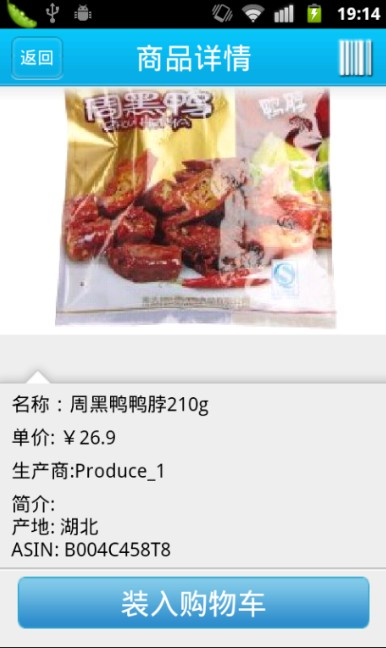 19:14
返回
商品详情
周黑鸭
鸭脖
名称：周黑鸭鸭脖210g
单价: ￥26.9
生产商:Produce_1
简介:
产地: 湖北
ASIN: B004C458T8
装入购物车